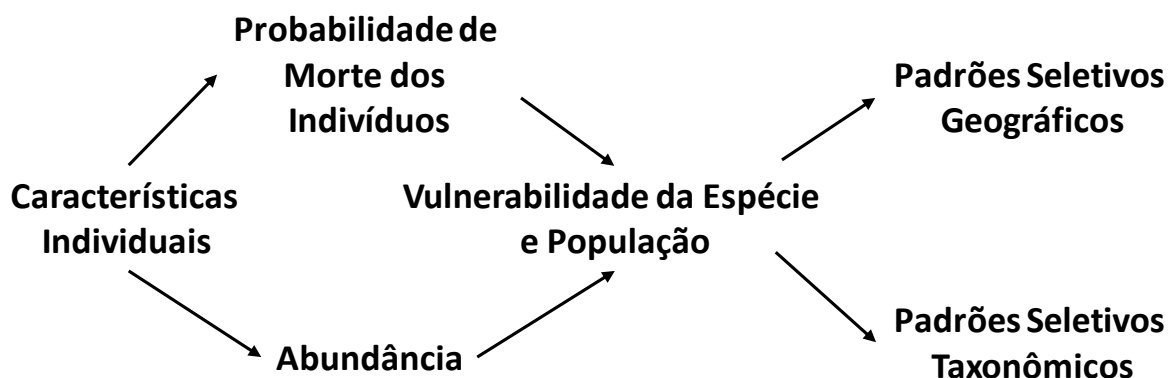 Probabilidade de
Morte dos
Indivíduos
Padrões Seletivos
Geográficos
Características
Individuais
Vulnerabilidade da Espécie
e População
Abundância
Padrões Seletivos
Taxonômicos